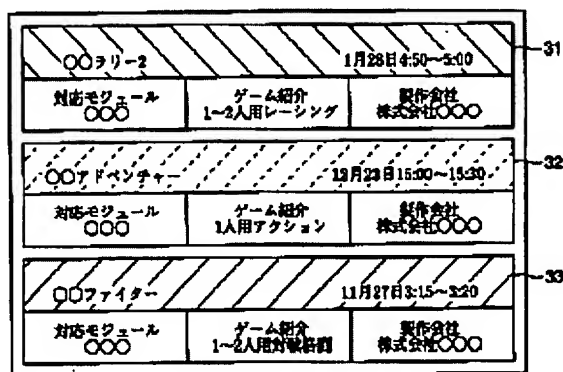 ○○ラリー2 1月28日4:50～5:00 31
対応モジュール ゲーム紹介 製作会社
○○○ 1～2人用レーシング 株式会社○○○
32
○○アドベンチャー 12月23日15:00～15:30
対応モジュール ゲーム紹介 製作会社
○○○ 1人用アクション 株式会社○○○
33
○○ファイター 11月27日3:15～3:20
対応モジュール ゲーム紹介 製作会社
○○○ 1～2人用対戦格闘 株式会社○○○